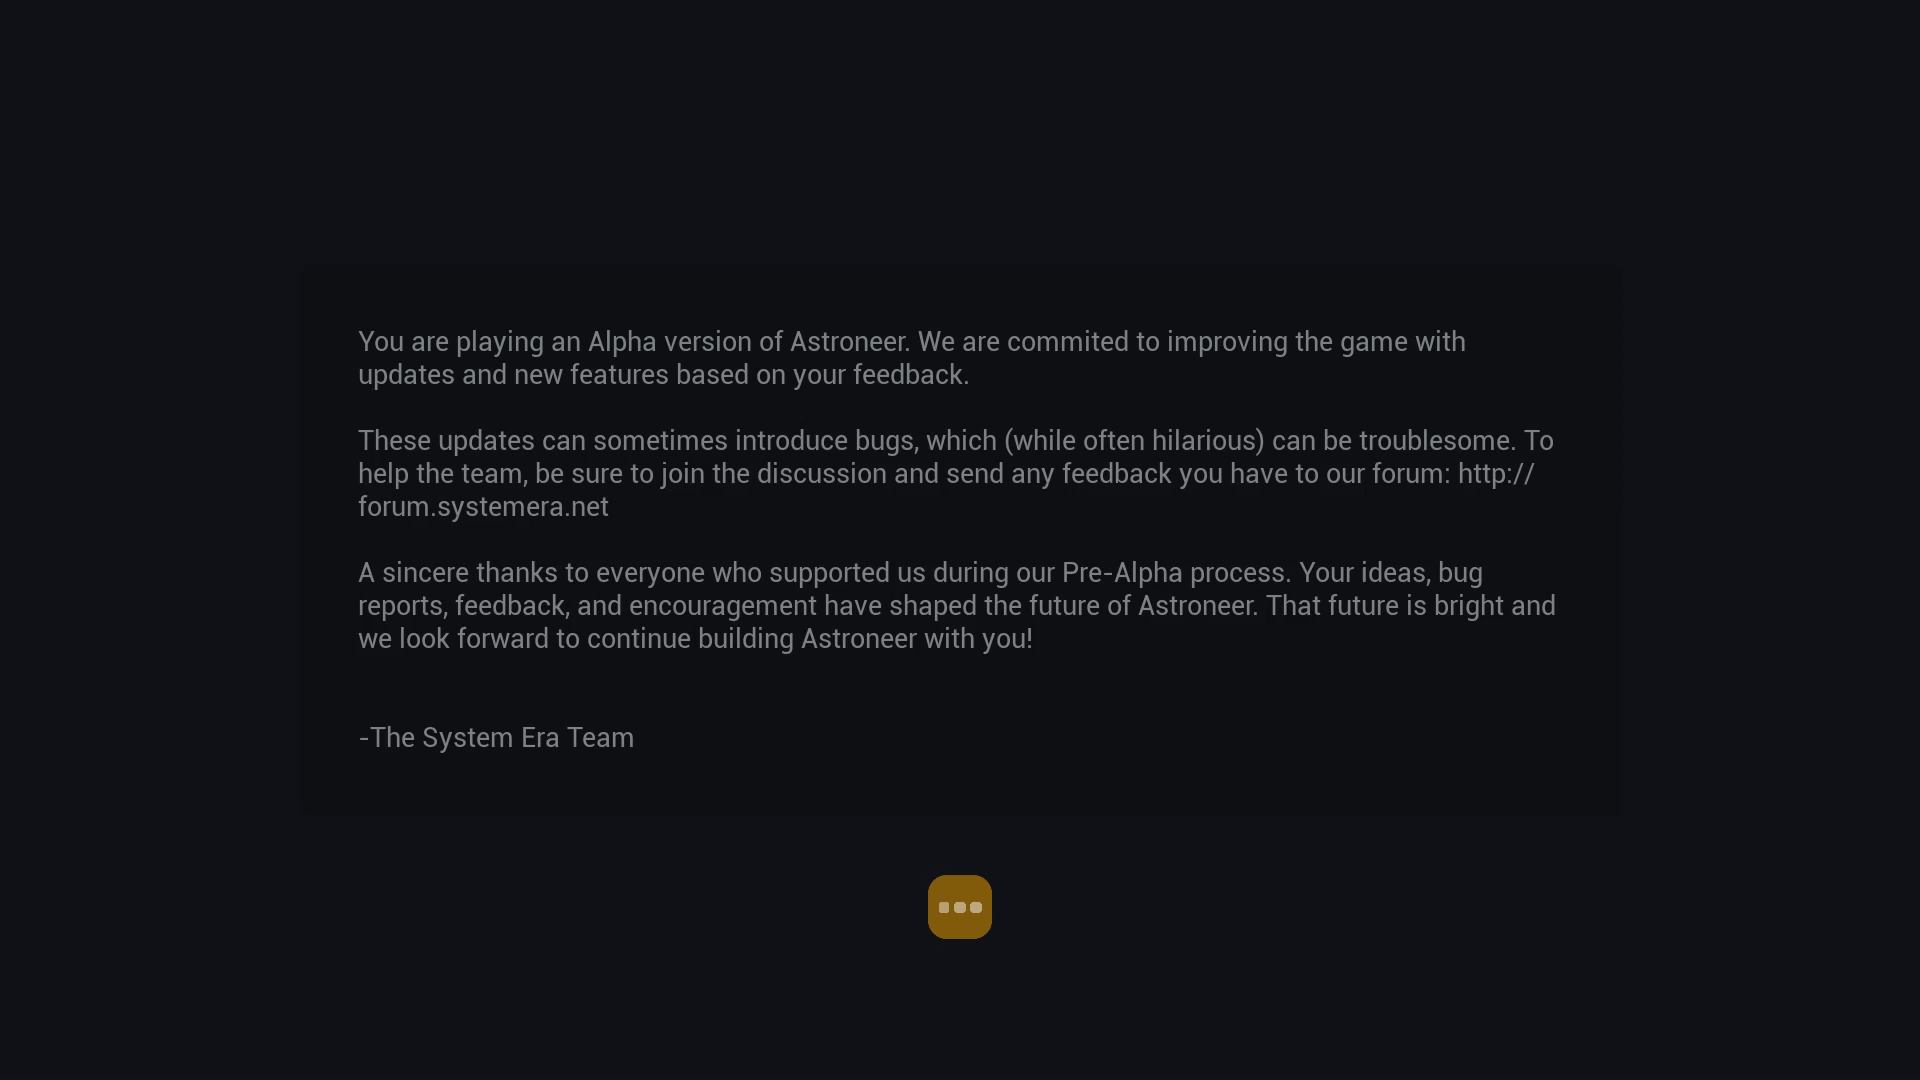 You are playing an Alpha version of Astroneer. We are commited to improving the game with
updates and new features based on your feedback.
These updates can sometimes introduce bugs, which (while often hilarious) can be troublesome. To
help the team, be sure to join the discussion and send any feedback you have to our forum: http://
forum.systemera.net
A sincere thanks to everyone who supported us during our Pre-Alpha process. Your ideas, bug
reports, feedback, and encouragement have shaped the future of Astroneer. That future is bright and
we look forward to continue building Astroneer with you!
-The System Era Team